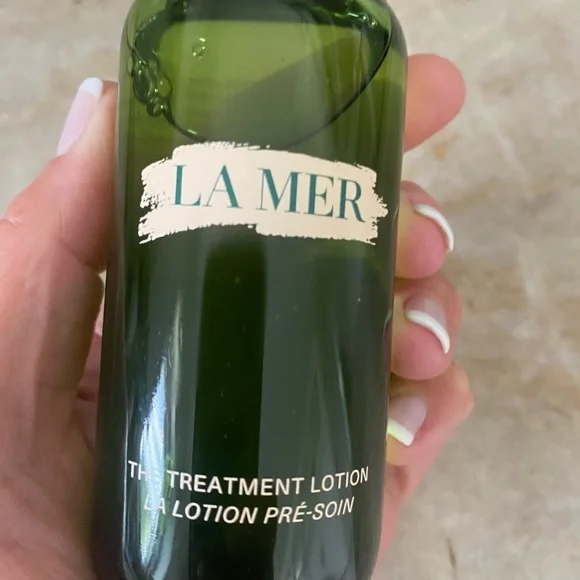 LA MER
THE TREATMENT LOTION
LA LOTION PRÉ-SOIN